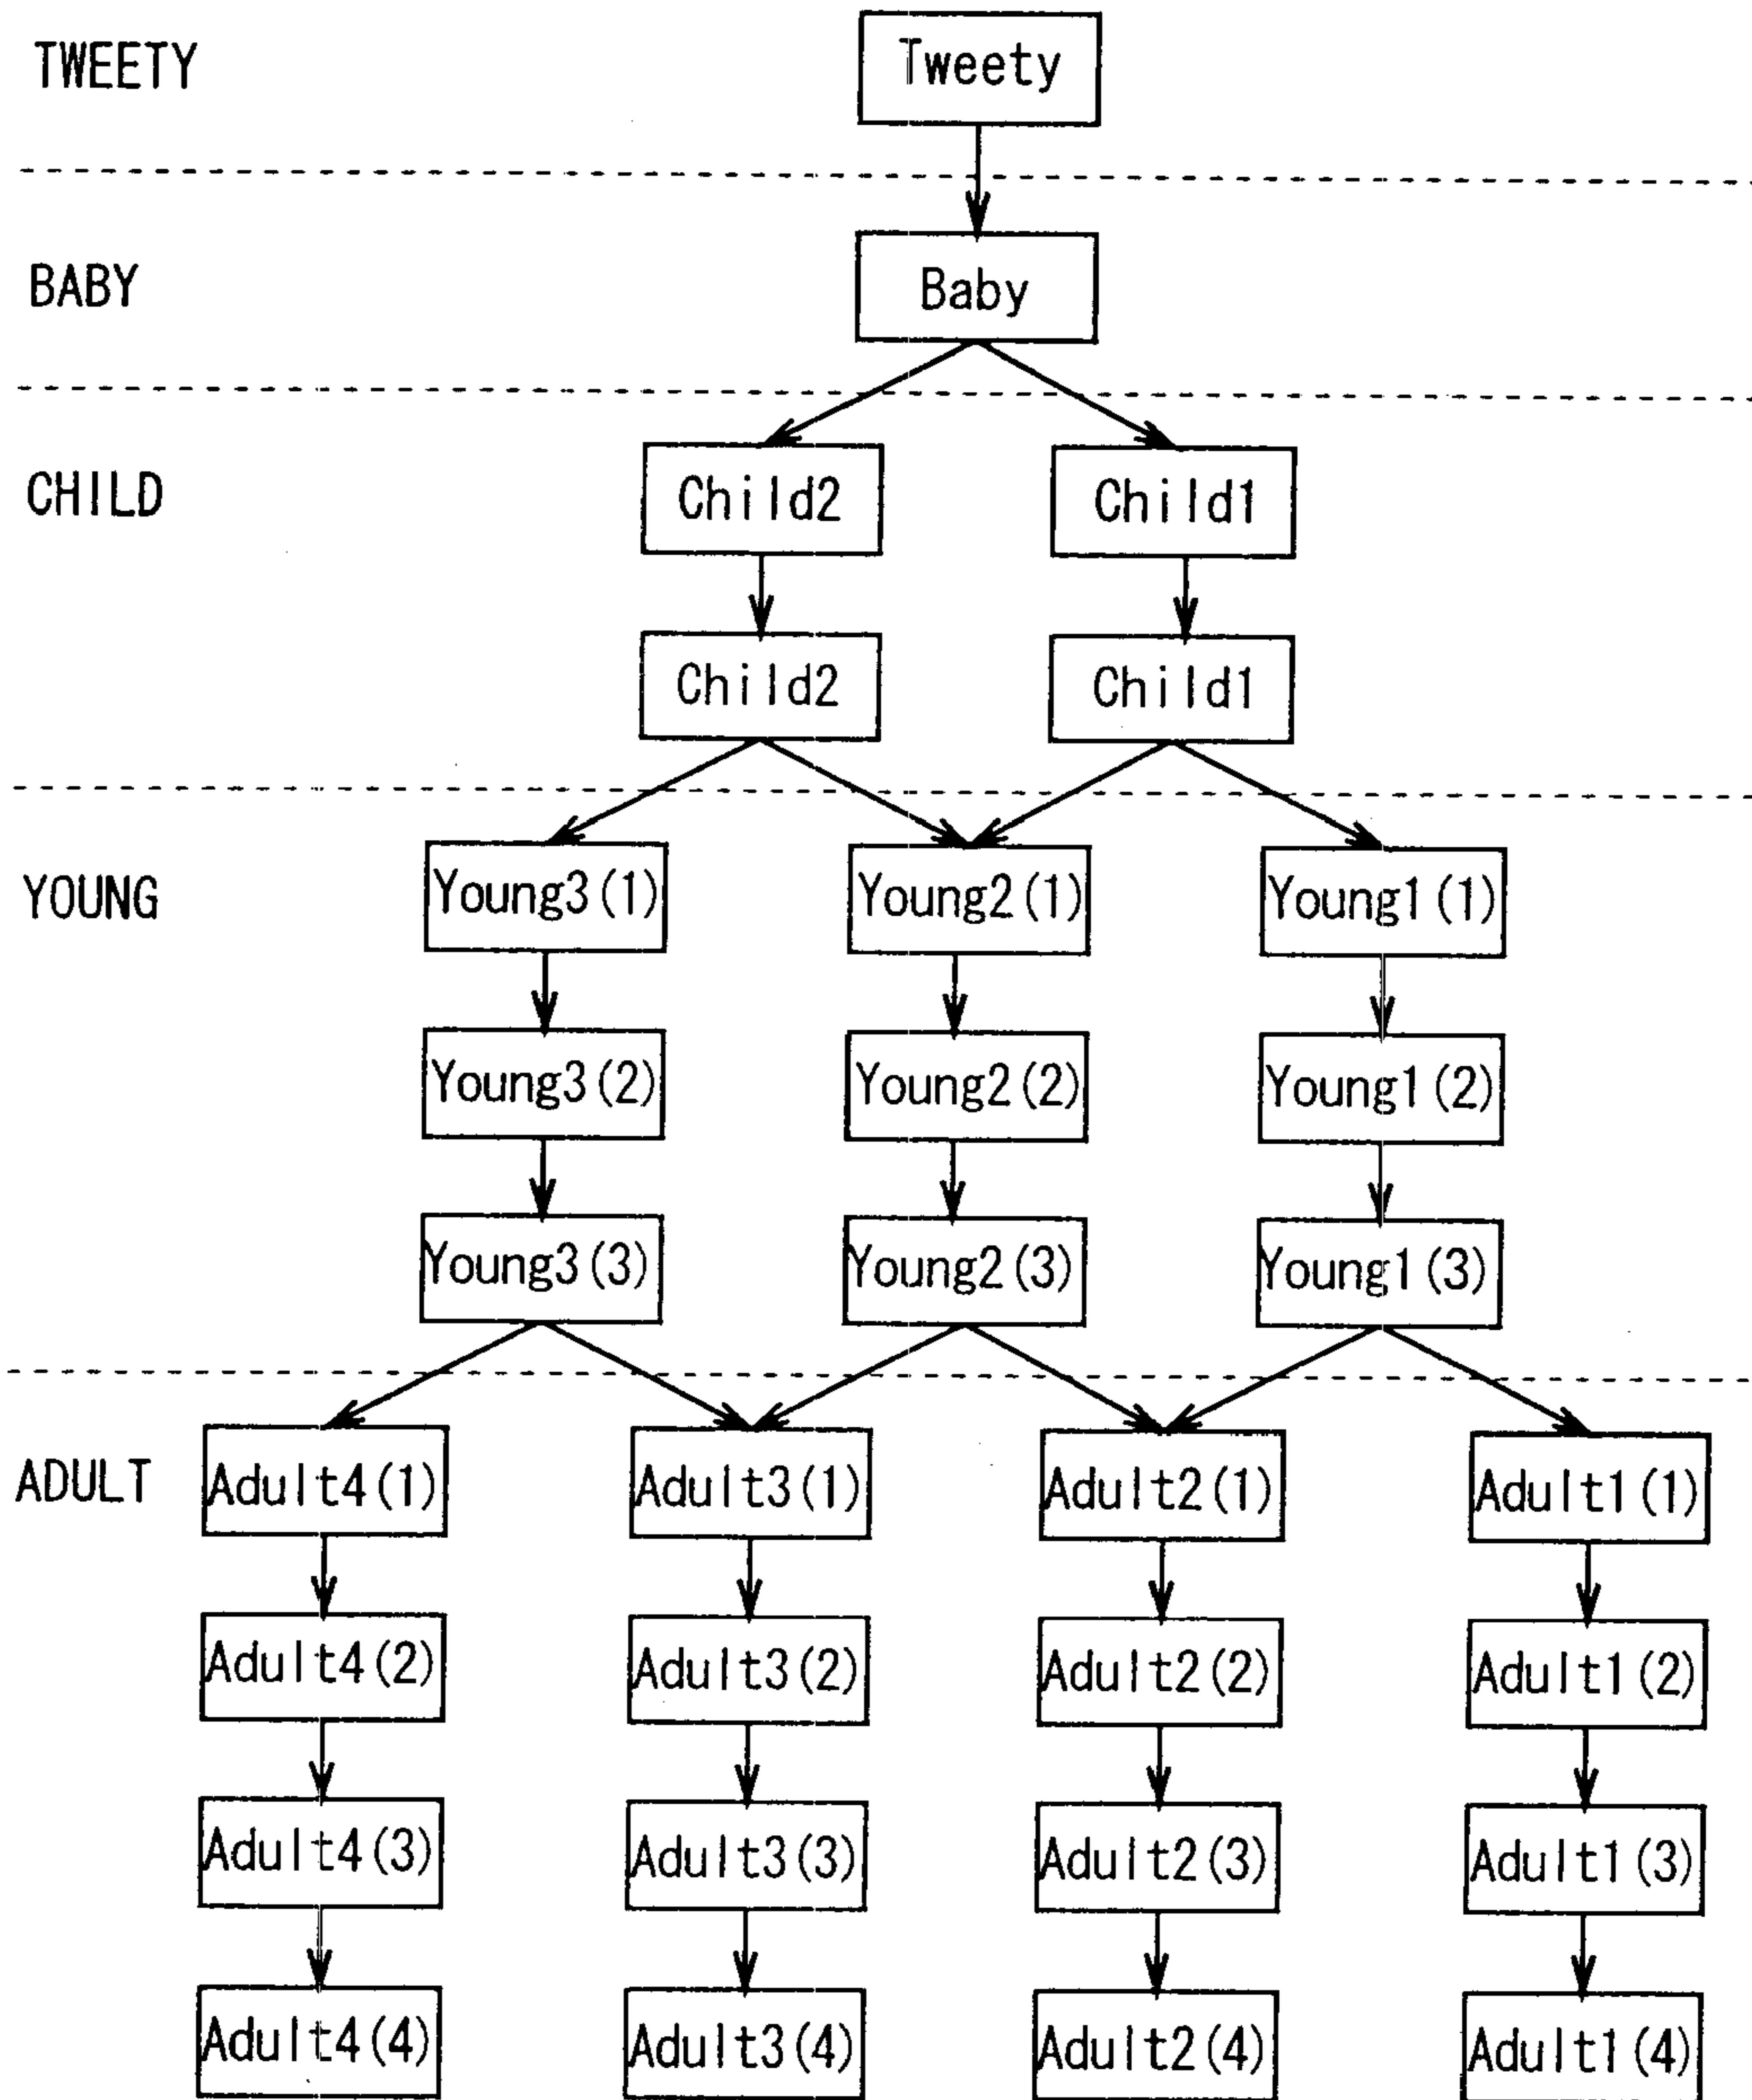 TWEETY
Tweety
BABY
Baby
CHILD
Child2 Child1
Child2 Child1
YOUNG
Young3(1) Young2(1) Young1(1)
Young3(2) Young2(2) Young1(2)
Young3(3) Young2(3) Young1(3)
ADULT
Adult4(1) Adult3(1) Adult2(1) Adult1(1)
Adult4(2) Adult3(2) Adult2(2) Adult1(2)
Adult4(3) Adult3(3) Adult2(3) Adult1(3)
Adult4(4) Adult3(4) Adult2(4) Adult1(4)